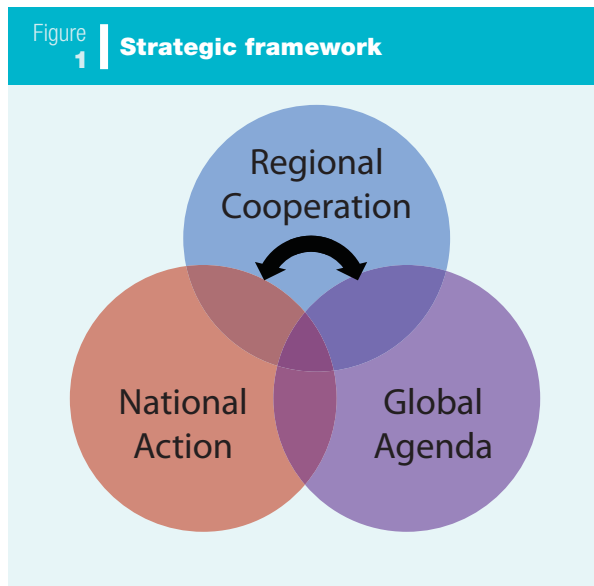 Figure
1
Strategic framework
Regional
Cooperation
National
Action
Global
Agenda